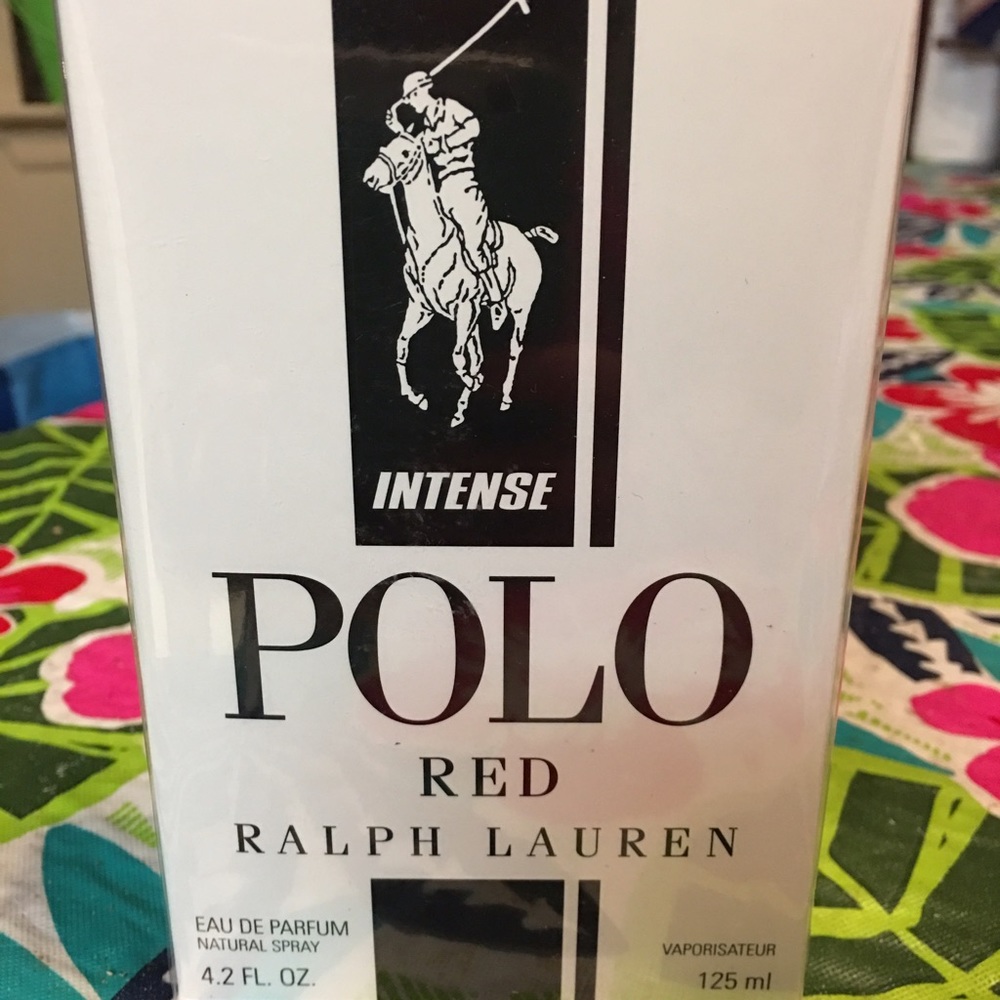 INTENSE
POLO
RED
RALPH LAUREN
EAU DE PARFUM
NATURAL SPRAY
4.2 FL. OZ.
VAPORISATEUR
125 ml